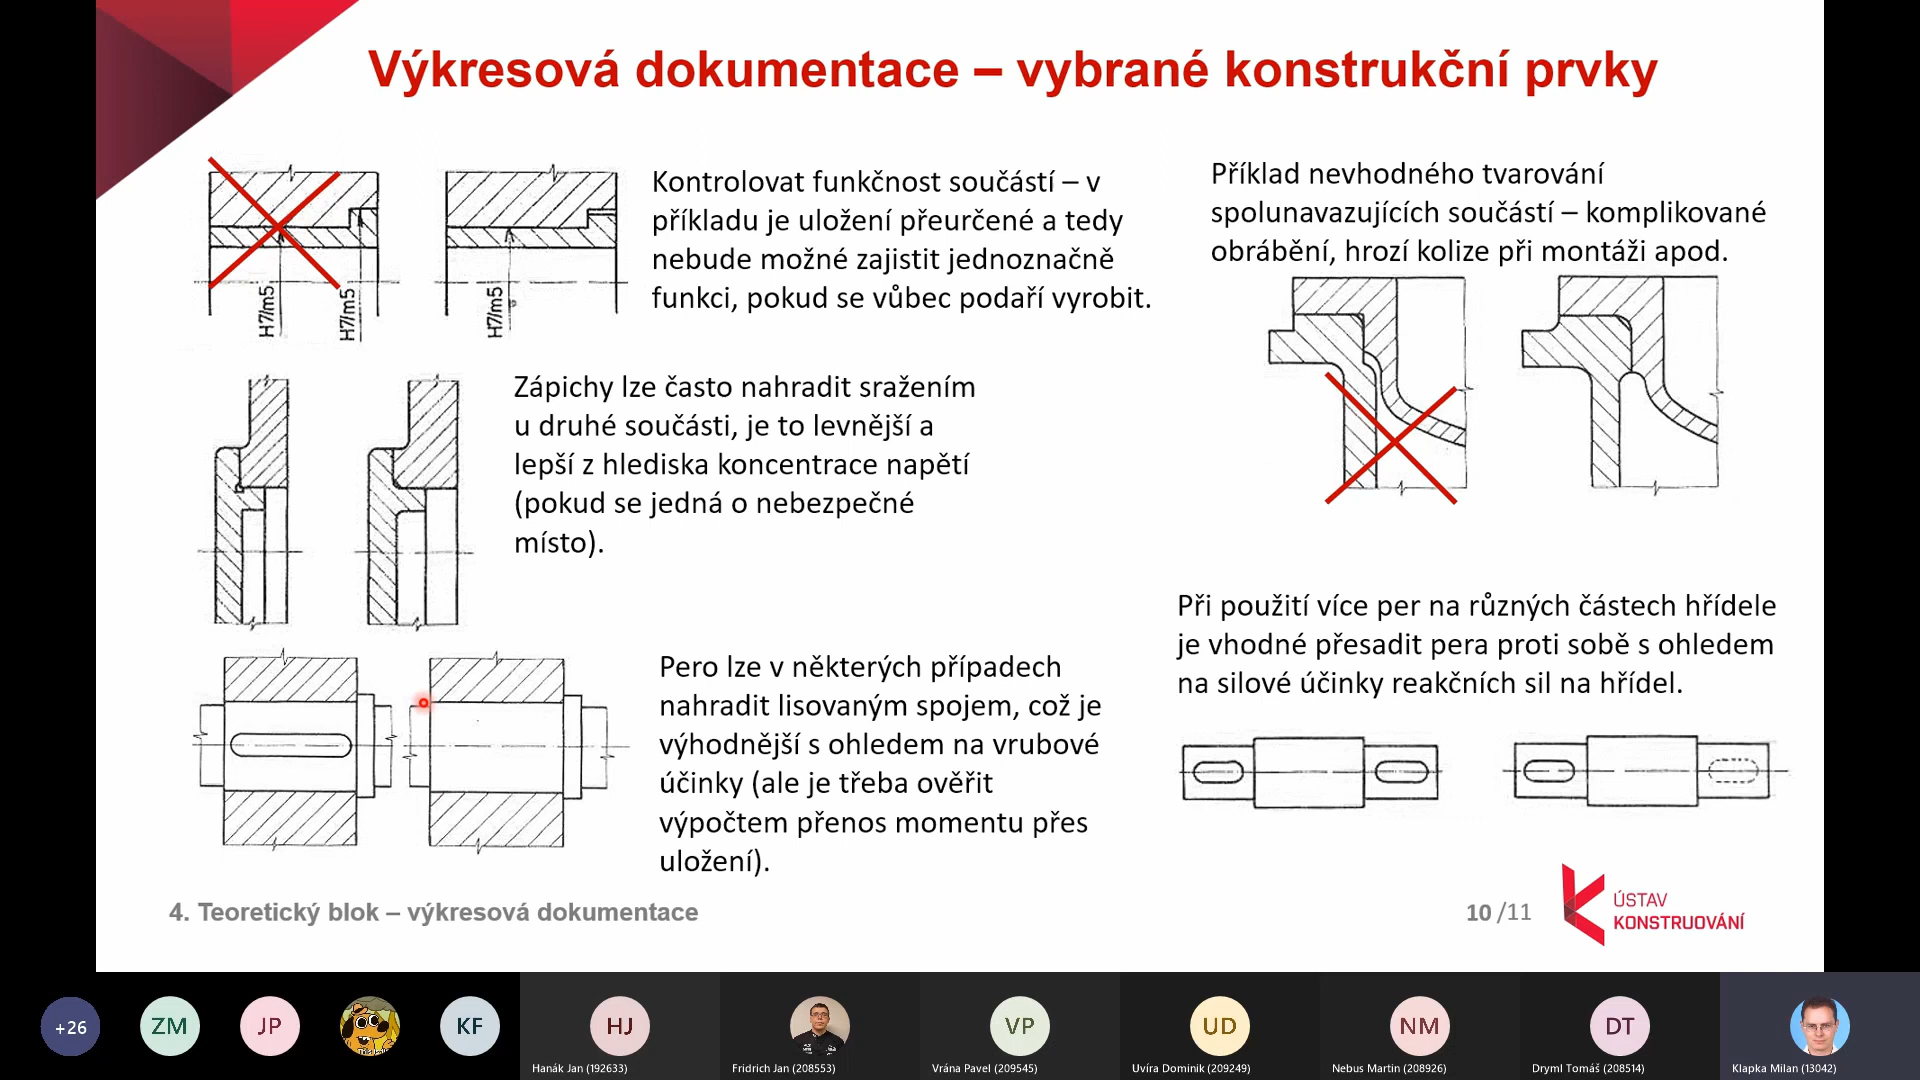 Výkresová dokumentace – vybrané konstrukční prvky
Kontrolovat funkčnost součástí – v
příkladu je uložení přeurčené a tedy
nebude možné zajistit jednoznačně
funkci, pokud se vůbec podaří vyrobit.
H7/m5
H7/m5
H7/m5
Příklad nevhodného tvarování
spolunavazujících součástí – komplikované
obrábění, hrozí kolize při montáži apod.
Zápichy lze často nahradit sražením
u druhé součásti, je to levnější a
lepší z hlediska koncentrace napětí
(pokud se jedná o nebezpečné
místo).
Pero lze v některých případech
nahradit lisovaným spojem, což je
výhodnější s ohledem na vrubové
účinky (ale je třeba ověřit
výpočtem přenos momentu přes
uložení).
Při použití více per na různých částech hřídele
je vhodné přesadit pera proti sobě s ohledem
na silové účinky reakčních sil na hřídel.
4. Teoretický blok – výkresová dokumentace
10 /11
ÚSTAV
KONSTRUOVÁNÍ
+26
ZM
JP
KF
HJ
VP
UD
NM
DT
Hanák Jan (192633)
Fridrich Jan (208553)
Vrána Pavel (209545)
Uvíra Dominik (209249)
Nebus Martin (208926)
Dryml Tomáš (208514)
Klapka Milan (13042)